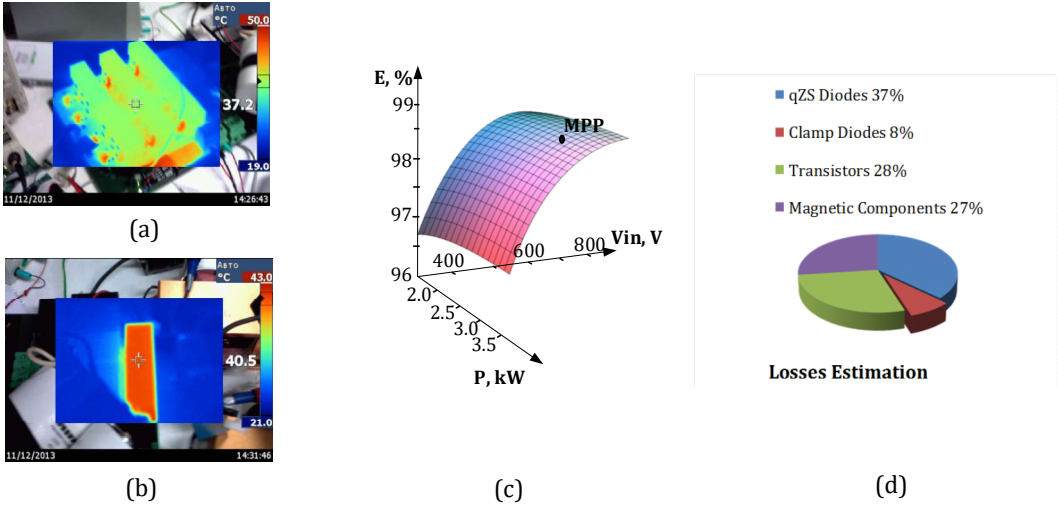 Авто
°C
50.0
37.2
19.0
11/12/2013
14:26:43
(a)
Авто
°C
43.0
40.5
21.0
11/12/2013
14:31:46
(b)
E, %
99
98
97
96
MPP
Vin, V
400
600
800
2.0
2.5
3.0
3.5
P, kW
(c)
qZS Diodes 37%
Clamp Diodes 8%
Transistors 28%
Magnetic Components 27%
Losses Estimation
(d)